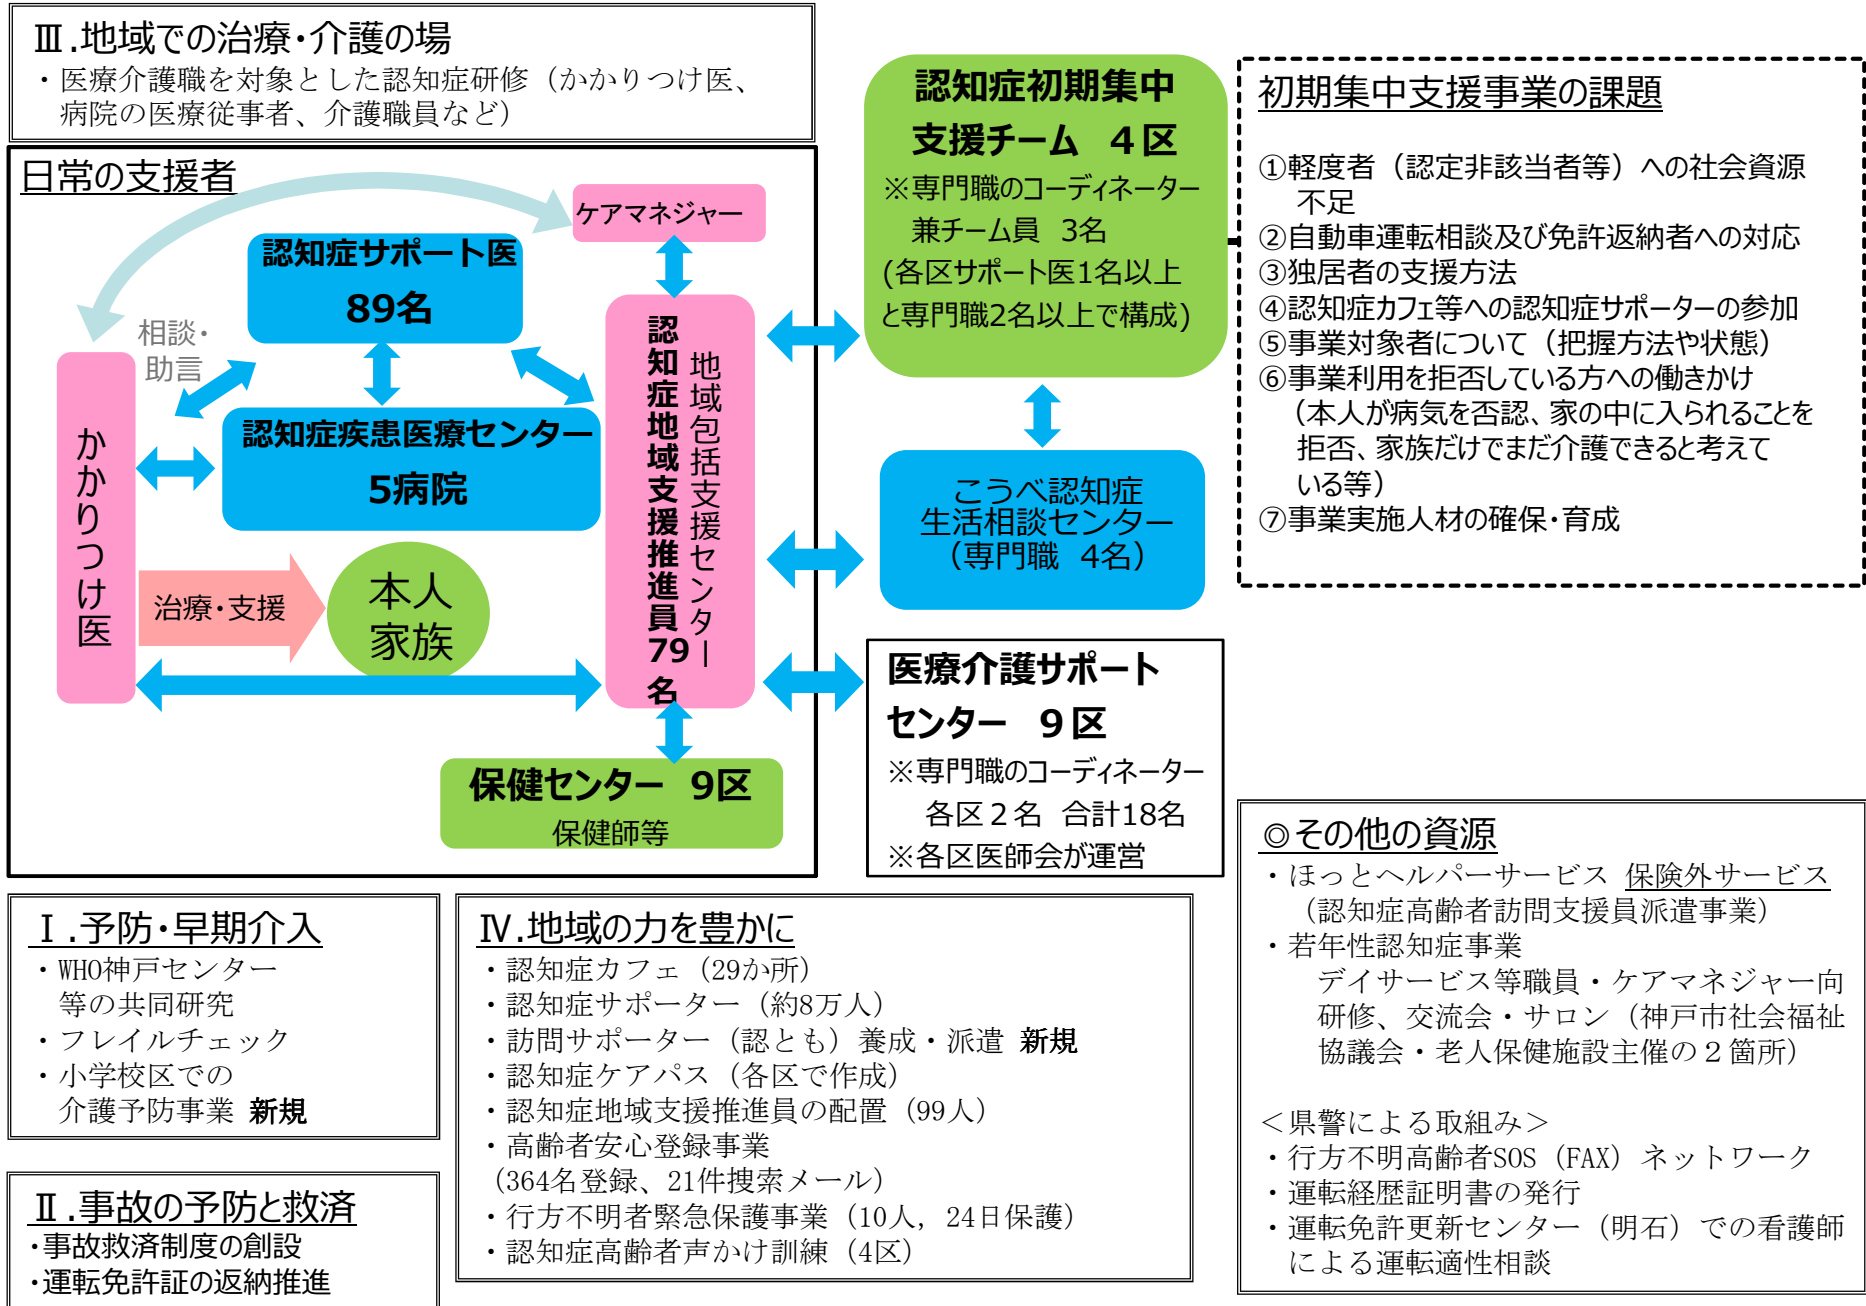 Ⅲ.地域での治療・介護の場
・医療介護職を対象とした認知症研修（かかりつけ医、
病院の医療従事者、介護職員など）
日常の支援者
ケアマネジャー
認知症サポート医
89名
相談・
助言
認知症疾患医療センター
5病院
かかりつけ医
治療・支援
本人
家族
認知症地域支援推進員79名
地域包括支援センター
保健センター 9区
保健師等
認知症初期集中
支援チーム 4区
※専門職のコーディネーター
兼チーム員 3名
(各区サポート医1名以上
と専門職2名以上で構成)
こうべ認知症
生活相談センター
（専門職 4名）
医療介護サポート
センター 9区
※専門職のコーディネーター
各区２名 合計18名
※各区医師会が運営
初期集中支援事業の課題
①軽度者（認定非該当者等）への社会資源
不足
②自動車運転相談及び免許返納者への対応
③独居者の支援方法
④認知症カフェ等への認知症サポーターの参加
⑤事業対象者について（把握方法や状態）
⑥事業利用を拒否している方への働きかけ
（本人が病気を否認、家の中に入られることを
拒否、家族だけでまだ介護できると考えて
いる等）
⑦事業実施人材の確保・育成
Ⅰ.予防・早期介入
・WHO神戸センター
等の共同研究
・フレイルチェック
・小学校区での
介護予防事業 新規
Ⅱ.事故の予防と救済
・事故救済制度の創設
・運転免許証の返納推進
Ⅳ.地域の力を豊かに
・認知症カフェ（29か所）
・認知症サポーター（約8万人）
・訪問サポーター（認とも）養成・派遣 新規
・認知症ケアパス（各区で作成）
・認知症地域支援推進員の配置（99人）
・高齢者安心登録事業
（364名登録、21件捜索メール）
・行方不明者緊急保護事業（10人, 24日保護）
・認知症高齢者声かけ訓練（4区）
◎その他の資源
・ほっとヘルパーサービス 保険外サービス
（認知症高齢者訪問支援員派遣事業）
・若年性認知症事業
デイサービス等職員・ケアマネジャー向
研修、交流会・サロン（神戸市社会福祉
協議会・老人保健施設主催の２箇所）
＜県警による取組み＞
・行方不明高齢者SOS（FAX）ネットワーク
・運転経歴証明書の発行
・運転免許更新センター（明石）での看護師
による運転適性相談